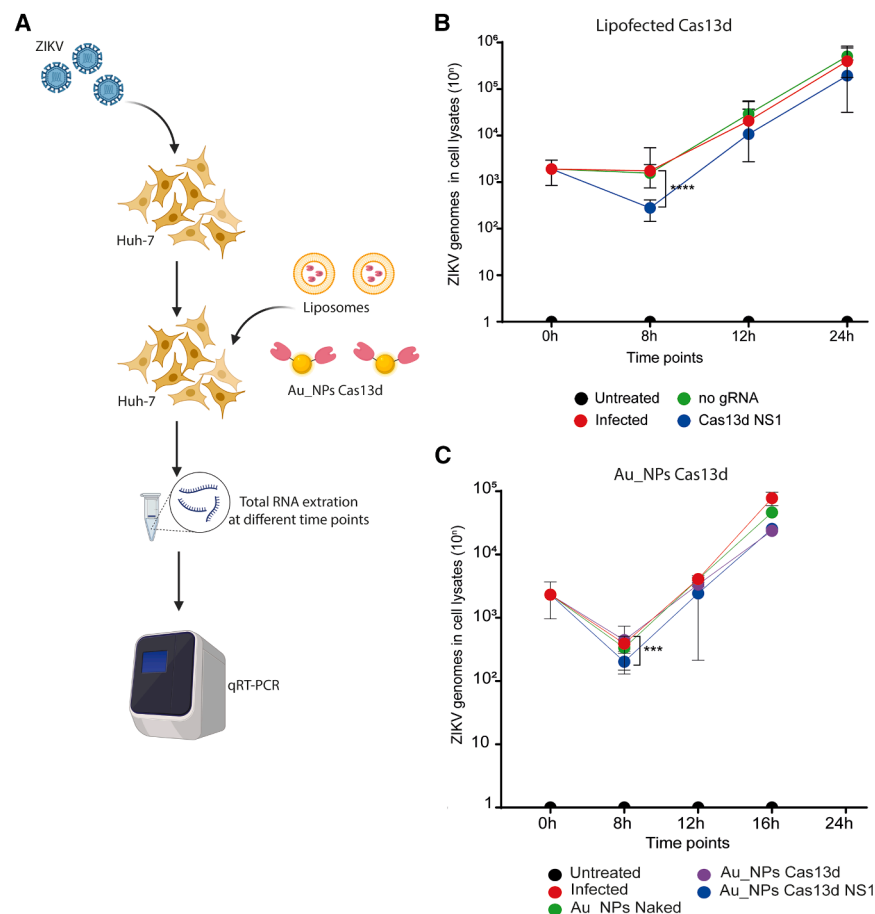 A
ZIKV
Huh-7
Liposomes
Huh-7
Au_NPs Cas13d
Total RNA extration
at different time points
qRT-PCR
B
Lipofected Cas13d
ZIKV genomes in cell lysates (10ⁿ)
10⁶
10⁵
10⁴
10³
10²
10
1
****
0h 8h 12h 24h
Time points
Untreated no gRNA
Infected Cas13d NS1
C
Au_NPs Cas13d
ZIKV genomes in cell lysates (10ⁿ)
10⁵
10⁴
10³
10²
10
1
***
0h 8h 12h 16h 24h
Time points
Untreated Au_NPs Cas13d
Infected Au_NPs Cas13d NS1
Au_NPs Naked